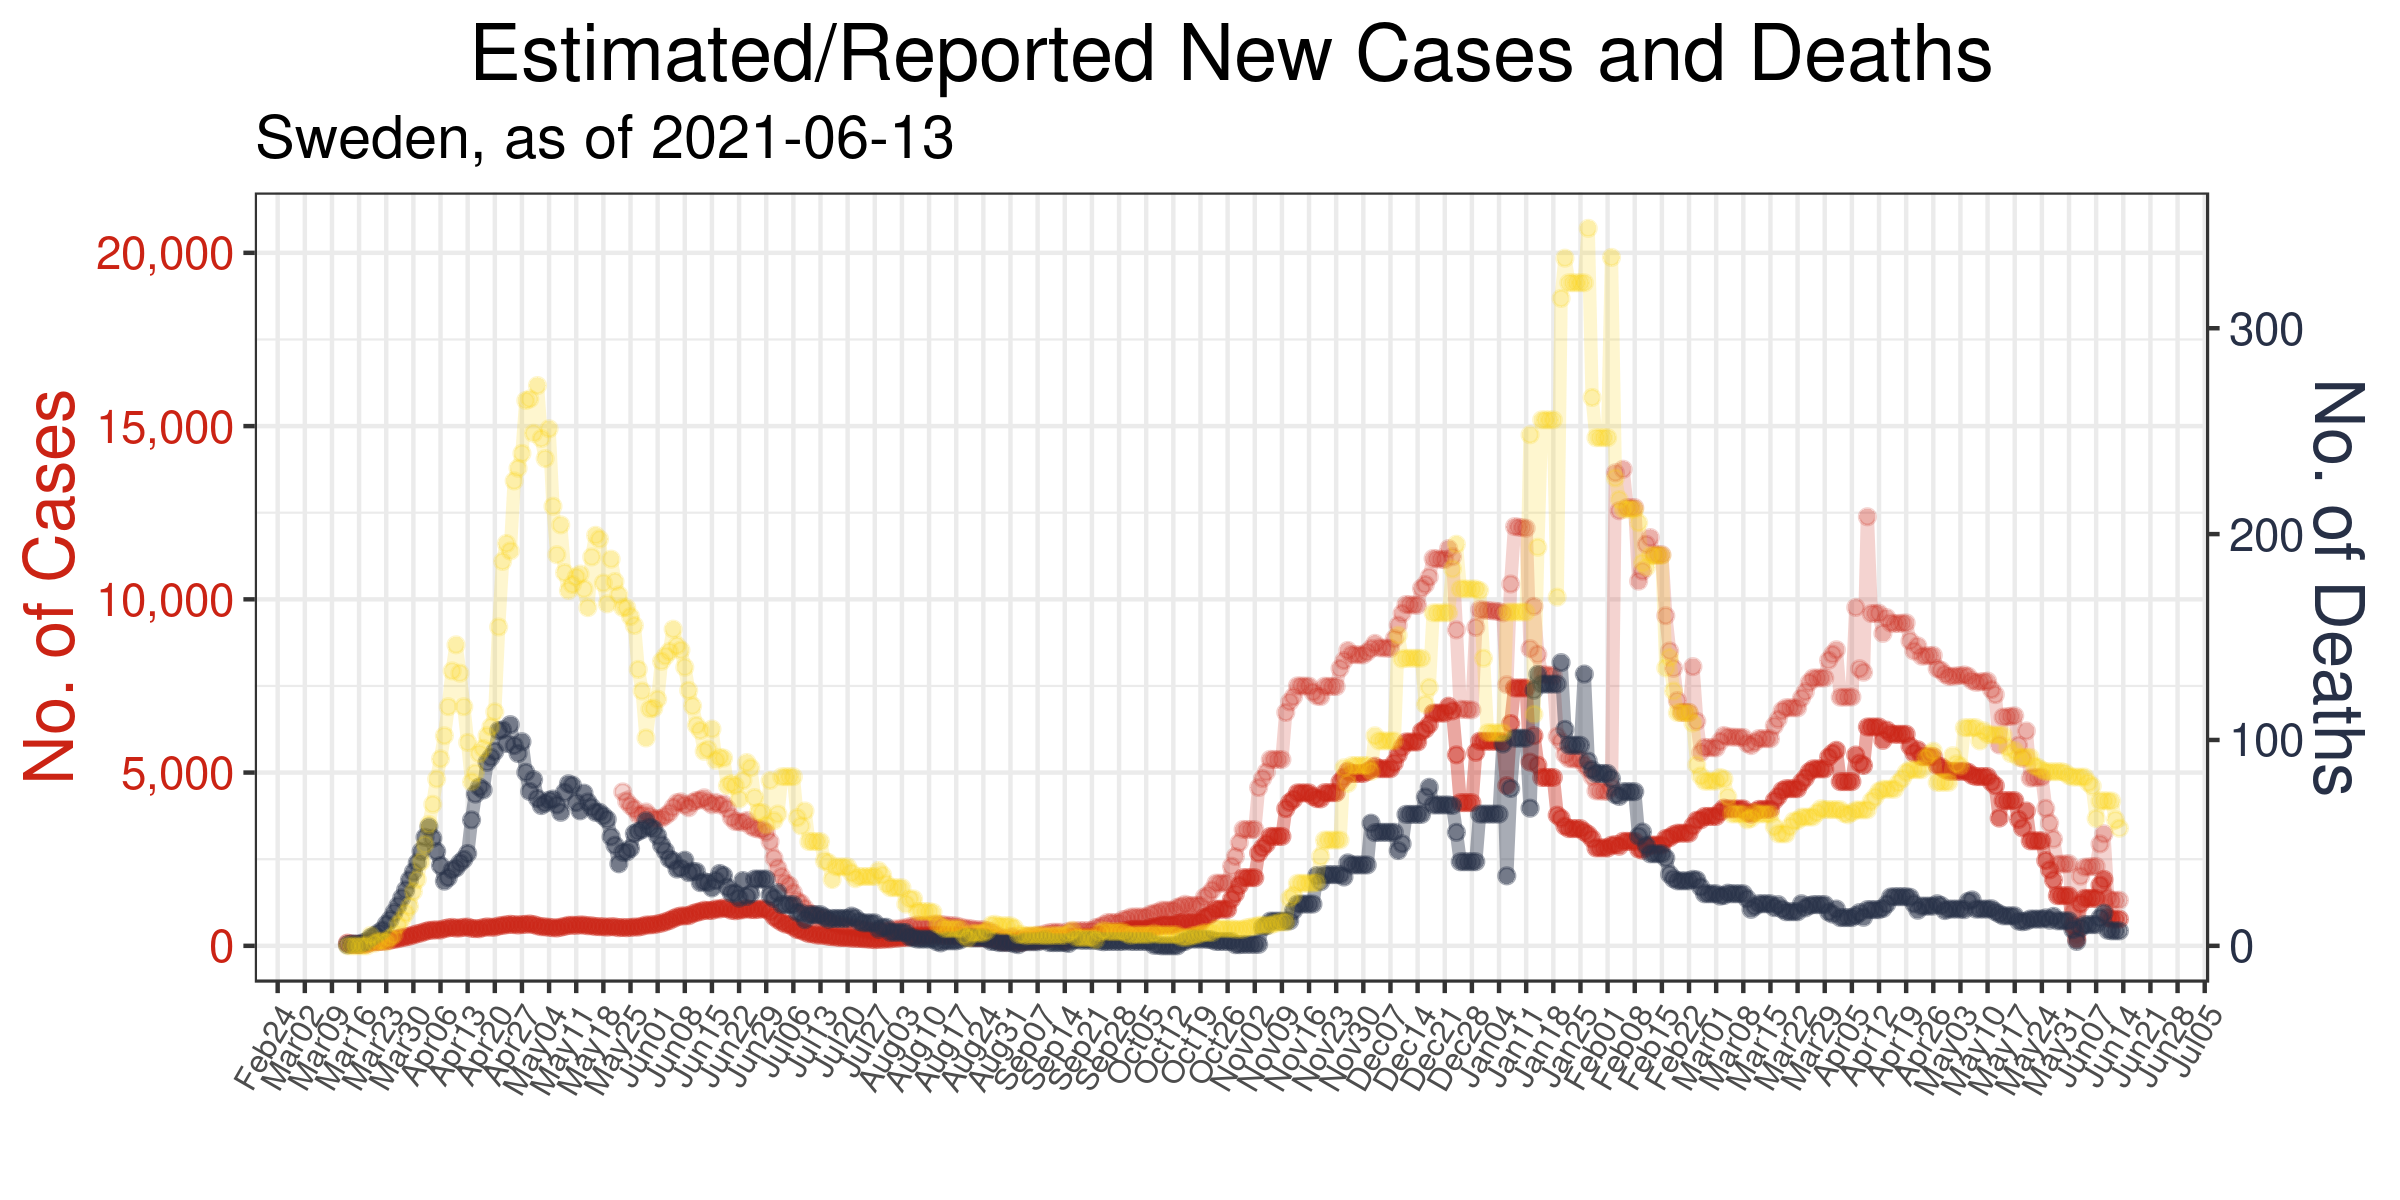 Estimated/Reported New Cases and Deaths
Sweden, as of 2021-06-13
No. of Cases
20,000
15,000
10,000
5,000
0
300
200
100
0
No. of Deaths
Feb24
Mar02
Mar09
Mar16
Mar23
Mar30
Apr06
Apr13
Apr20
Apr27
May04
May11
May18
May25
Jun01
Jun08
Jun15
Jun22
Jun29
Jul06
Jul13
Jul20
Jul27
Aug03
Aug10
Aug17
Aug24
Aug31
Sep07
Sep14
Sep21
Sep28
Oct05
Oct12
Oct19
Oct26
Nov02
Nov09
Nov16
Nov23
Nov30
Dec07
Dec14
Dec21
Dec28
Jan04
Jan11
Jan18
Jan25
Feb01
Feb08
Feb15
Feb22
Mar01
Mar08
Mar15
Mar22
Mar29
Apr05
Apr12
Apr19
Apr26
May03
May10
May17
May24
May31
Jun07
Jun14
Jun21
Jun28
Jul05